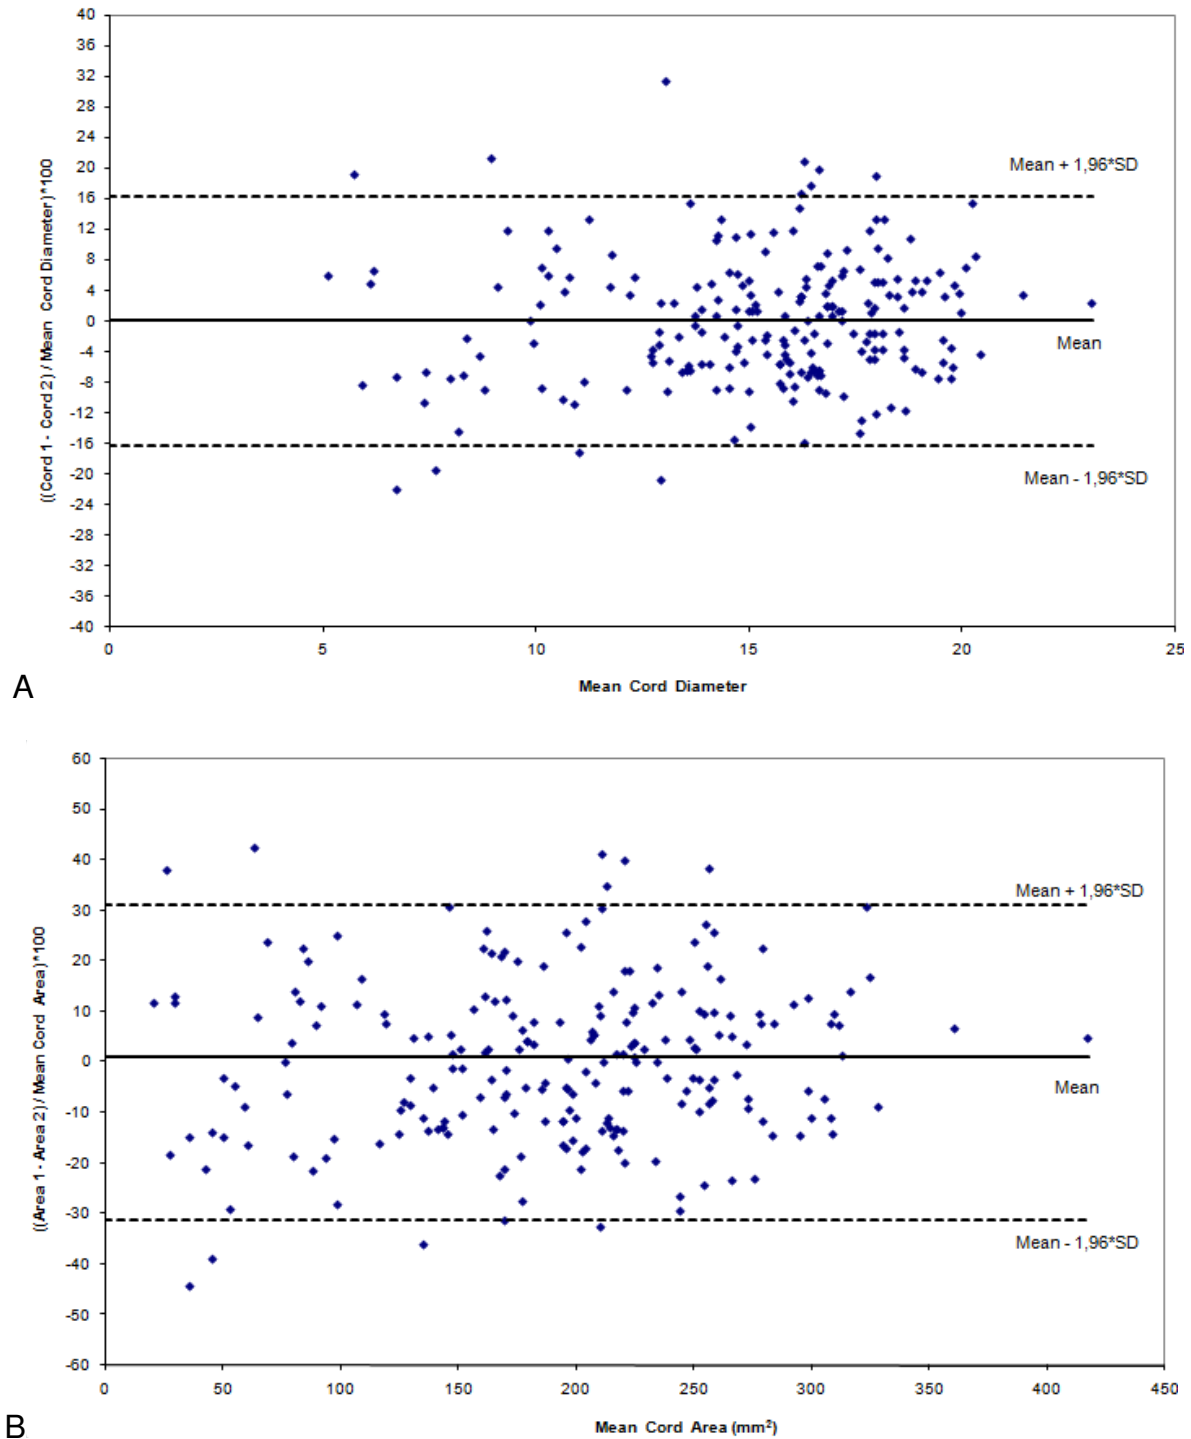 40
36
32
28
24
20
16
12
8
4
0
-4
-8
-12
-16
-20
-24
-28
-32
-36
-40
((Cord 1 - Cord 2) / Mean Cord Diameter)*100
Mean + 1,96*SD
Mean
Mean - 1,96*SD
0 5 10 15 20 25
Mean Cord Diameter
A
60
50
40
30
20
10
0
-10
-20
-30
-40
-50
-60
((Area 1 - Area 2) / Mean Cord Area)*100
Mean + 1,96*SD
Mean
Mean - 1,96*SD
0 50 100 150 200 250 300 350 400 450
Mean Cord Area (mm²)
B